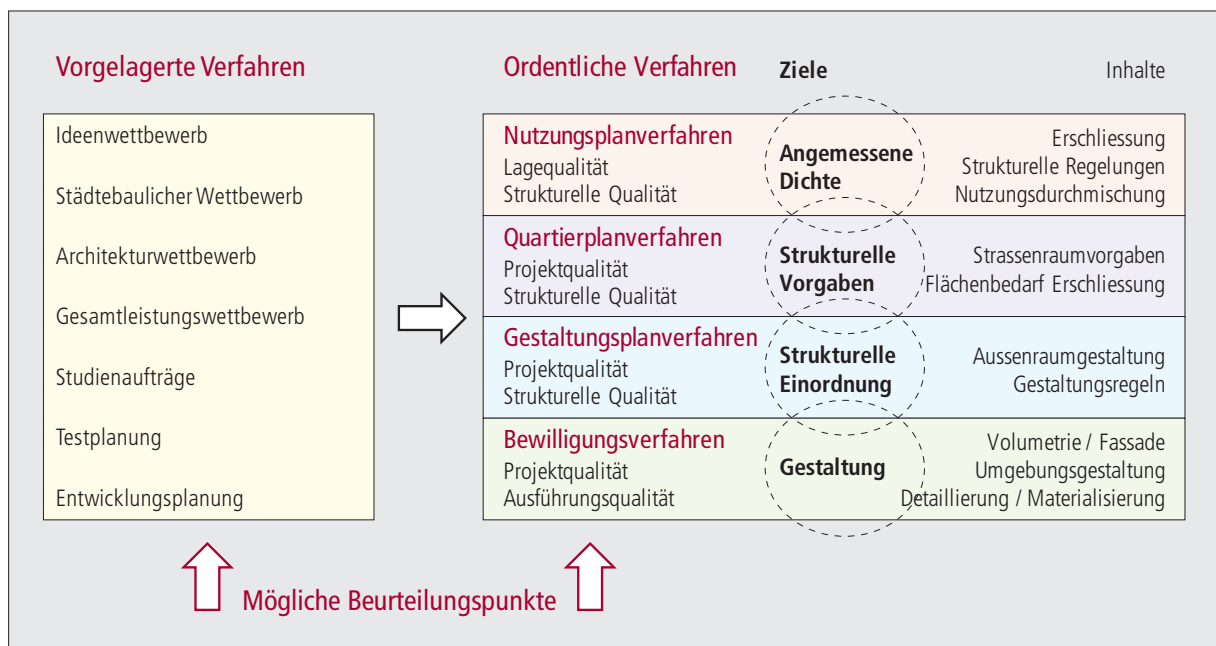 Vorgelagerte Verfahren
Ideenwettbewerb
Städtebaulicher Wettbewerb
Architekturwettbewerb
Gesamtleistungswettbewerb
Studienaufträge
Testplanung
Entwicklungsplanung
Ordentliche Verfahren
Ziele
Inhalte
Nutzungsplanverfahren
Lagequalität
Strukturelle Qualität
Angemessene
Dichte
Erschliessung
Strukturelle Regelungen
Nutzungsdurchmischung
Quartierplanverfahren
Projektqualität
Strukturelle Qualität
Strukturelle
Vorgaben
Strassenraumvorgaben
Flächenbedarf Erschliessung
Gestaltungsplanverfahren
Projektqualität
Strukturelle Qualität
Strukturelle
Einordnung
Aussenraumgestaltung
Gestaltungsregeln
Bewilligungsverfahren
Projektqualität
Ausführungsqualität
Gestaltung
Volumetrie / Fassade
Umgebungsgestaltung
Detaillierung / Materialisierung
Mögliche Beurteilungspunkte